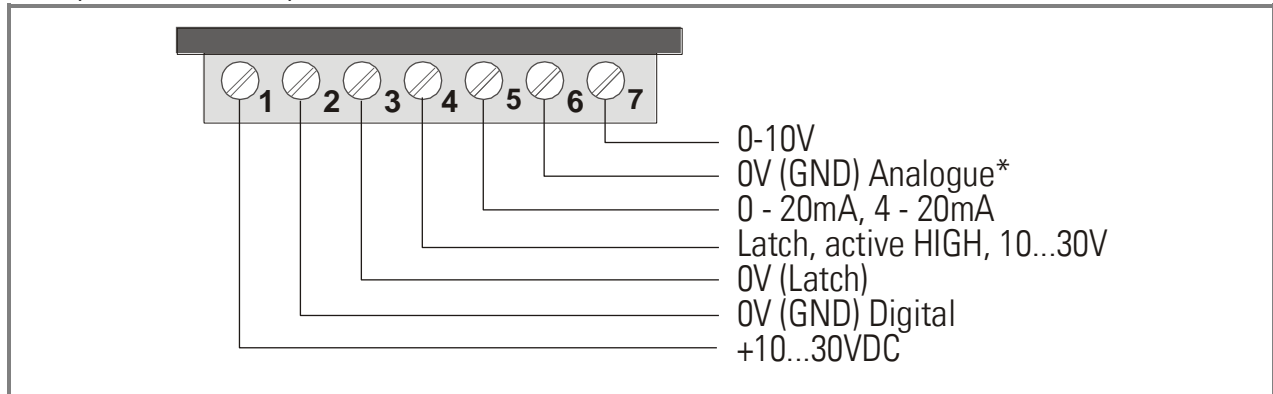 1 2 3 4 5 6 7
0-10V
0V (GND) Analogue*
0 - 20mA, 4 - 20mA
Latch, active HIGH, 10...30V
0V (Latch)
0V (GND) Digital
+10...30VDC